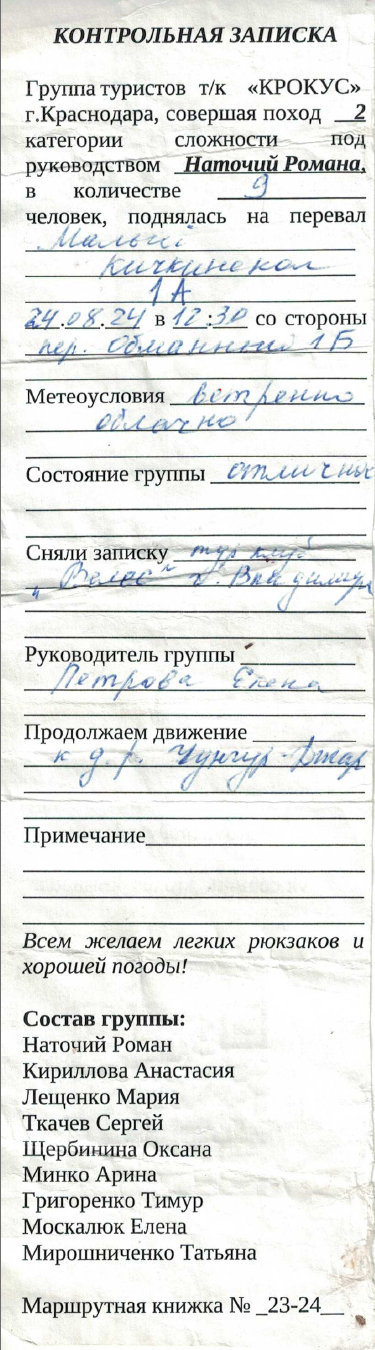 КОНТРОЛЬНАЯ ЗАПИСКА
Группа туристов т/к «КРОКУС»
г.Краснодара, совершая поход 2
категории сложности под
руководством Наточий Романа,
в количестве 9
человек, поднялась на перевал
Малый
Кичкинекол
1А
24.08.24 в 12:30 со стороны
пер. Обманный 1Б
Метеоусловия ветренно
облачно
Состояние группы отличное
Сняли записку тур клуб
"Велес" г. Владимир
Руководитель группы
Петрова Елена
Продолжаем движение
к д.р. Чунгур-Джар
Примечание
Всем желаем легких рюкзаков и
хорошей погоды!
Состав группы:
Наточий Роман
Кириллова Анастасия
Лещенко Мария
Ткачев Сергей
Щербинина Оксана
Минко Арина
Григоренко Тимур
Москалюк Елена
Мирошниченко Татьяна
Маршрутная книжка № _23-24__